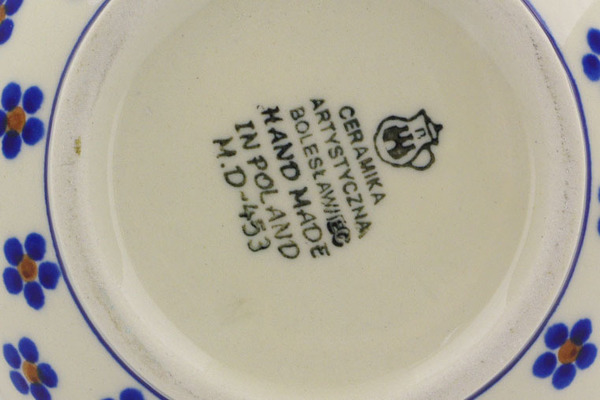 CERAMIKA
ARTYSTYCZNA
BOLESŁAWIEC
HAND MADE
IN POLAND
M.D-453